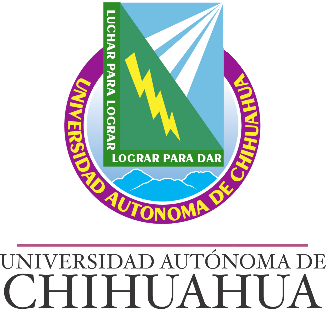 LUCHAR PARA LOGRAR
LOGRAR PARA DAR
UNIVERSIDAD AUTONOMA DE CHIHUAHUA
UNIVERSIDAD AUTÓNOMA DE
CHIHUAHUA